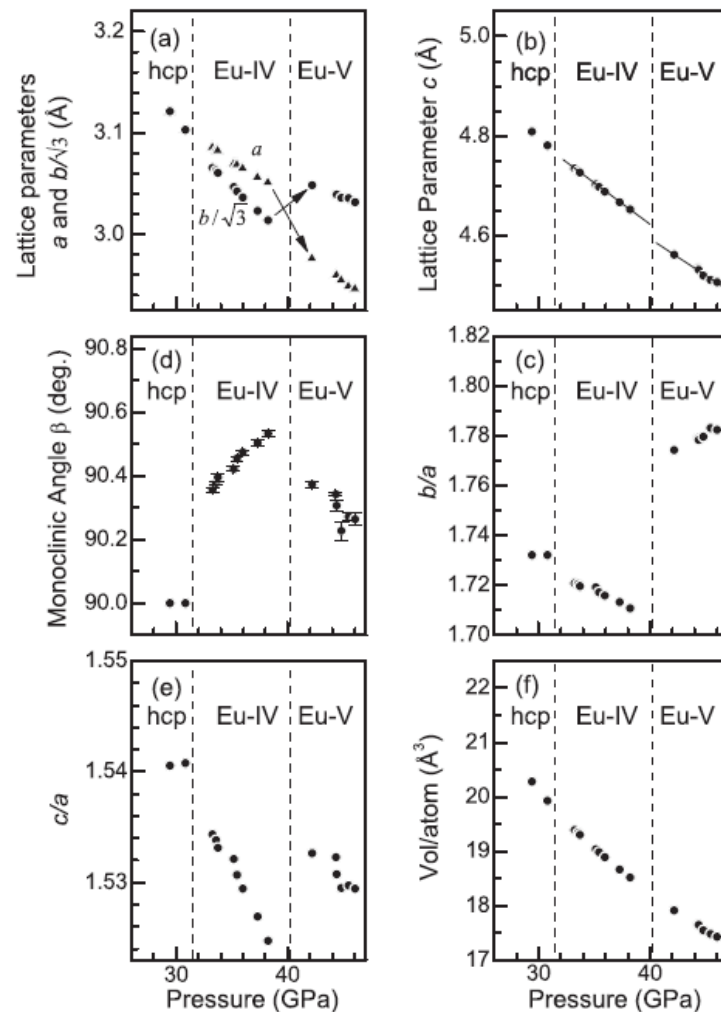 (a)
hcp
Eu-IV
Eu-V
a
b/√3
3.2
3.1
3.0
Lattice parameters
a and b/√3 (Å)
(b)
hcp
Eu-IV
Eu-V
5.0
4.8
4.6
Lattice Parameter c (Å)
(d)
hcp
Eu-IV
Eu-V
90.8
90.6
90.4
90.2
90.0
Monoclinic Angle β (deg.)
(c)
hcp
Eu-IV
Eu-V
1.82
1.80
1.78
1.76
1.74
1.72
1.70
b/a
(e)
hcp
Eu-IV
Eu-V
1.55
1.54
1.53
c/a
30
40
Pressure (GPa)
(f)
hcp
Eu-IV
Eu-V
22
21
20
19
18
17
Vol/atom (Å³)
30
40
Pressure (GPa)